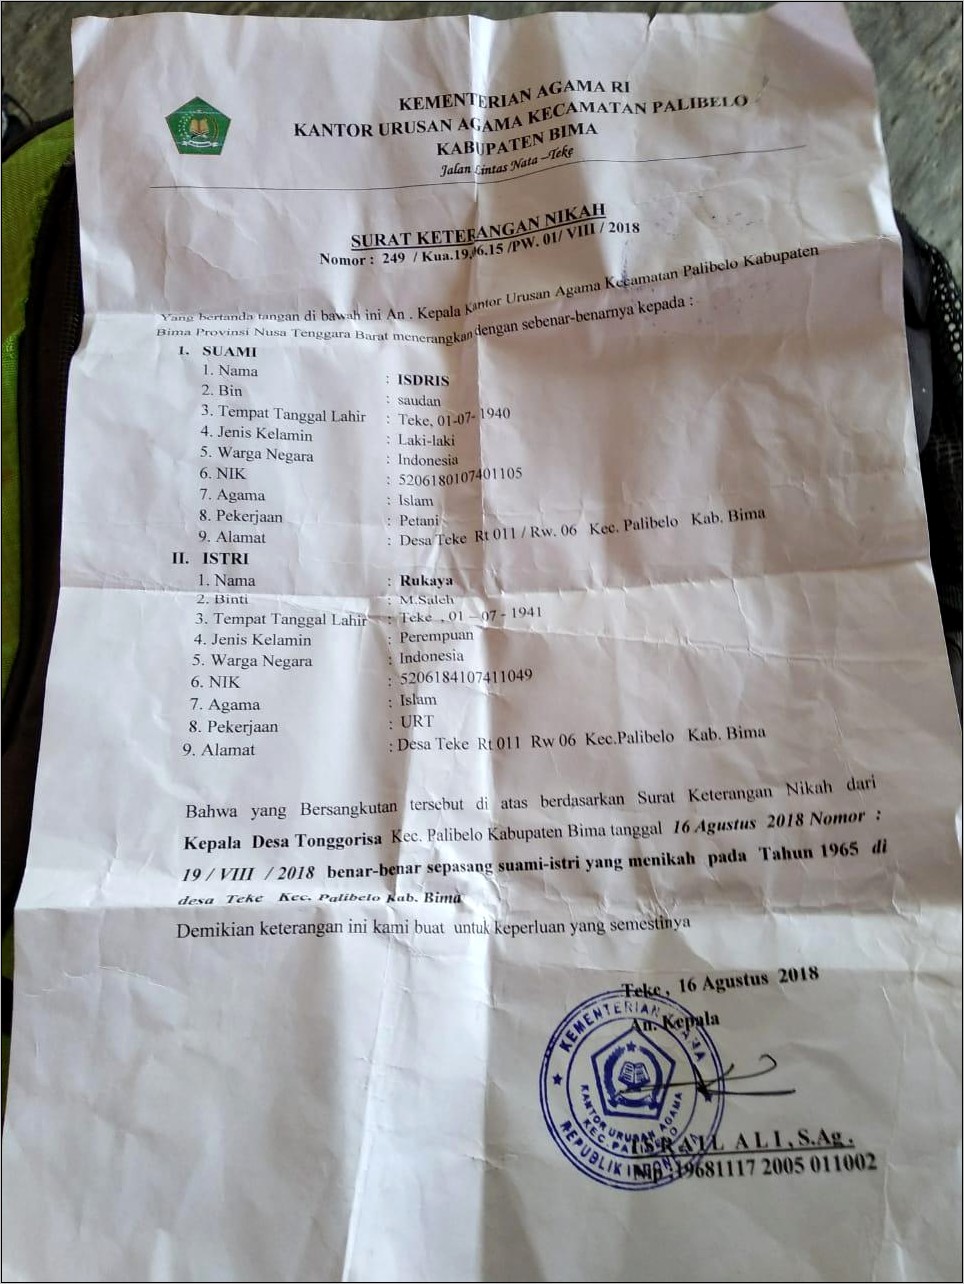 KEMENTERIAN AGAMA RI
KANTOR URUSAN AGAMA KECAMATAN PALIBELO
KABUPATEN BIMA
Jalan Lintas Nata –Teke
SURAT KETERANGAN NIKAH
Nomor : 249 / Kua.19.06.15 /PW. 01/ VIII / 2018
Yang bertanda tangan di bawah ini An . Kepala Kantor Urusan Agama Kecamatan Palibelo Kabupaten
Bima Provinsi Nusa Tenggara Barat menerangkan dengan sebenar-benarnya kepada :
I. SUAMI
1. Nama : ISDRIS
2. Bin : saudan
3. Tempat Tanggal Lahir : Teke, 01-07- 1940
4. Jenis Kelamin : Laki-laki
5. Warga Negara : Indonesia
6. NIK : 5206180107401105
7. Agama : Islam
8. Pekerjaan : Petani
9. Alamat : Desa Teke Rt 011 / Rw. 06 Kec. Palibelo Kab. Bima
II. ISTRI
1. Nama : Rukaya
2. Binti : M.Saleh
3. Tempat Tanggal Lahir : Teke , 01 – 07 - 1941
4. Jenis Kelamin : Perempuan
5. Warga Negara : Indonesia
6. NIK : 5206184107411049
7. Agama : Islam
8. Pekerjaan : URT
9. Alamat : Desa Teke Rt 011 Rw 06 Kec.Palibelo Kab. Bima
Bahwa yang Bersangkutan tersebut di atas berdasarkan Surat Keterangan Nikah dari
Kepala Desa Tonggorisa Kec. Palibelo Kabupaten Bima tanggal 16 Agustus 2018 Nomor :
19 / VIII / 2018 benar-benar sepasang suami-istri yang menikah pada Tahun 1965 di
desa Teke Kec. Palibelo Kab. Bima
Demikian keterangan ini kami buat untuk keperluan yang semestinya
Teke , 16 Agustus 2018
An. Kepala
KEMENTERIAN AGAMA
KANTOR URUSAN AGAMA
KEC. PALIBELO
REPUBLIK INDONESIA
ISRAIL ALI, S.Ag.
Nip :19681117 2005 011002